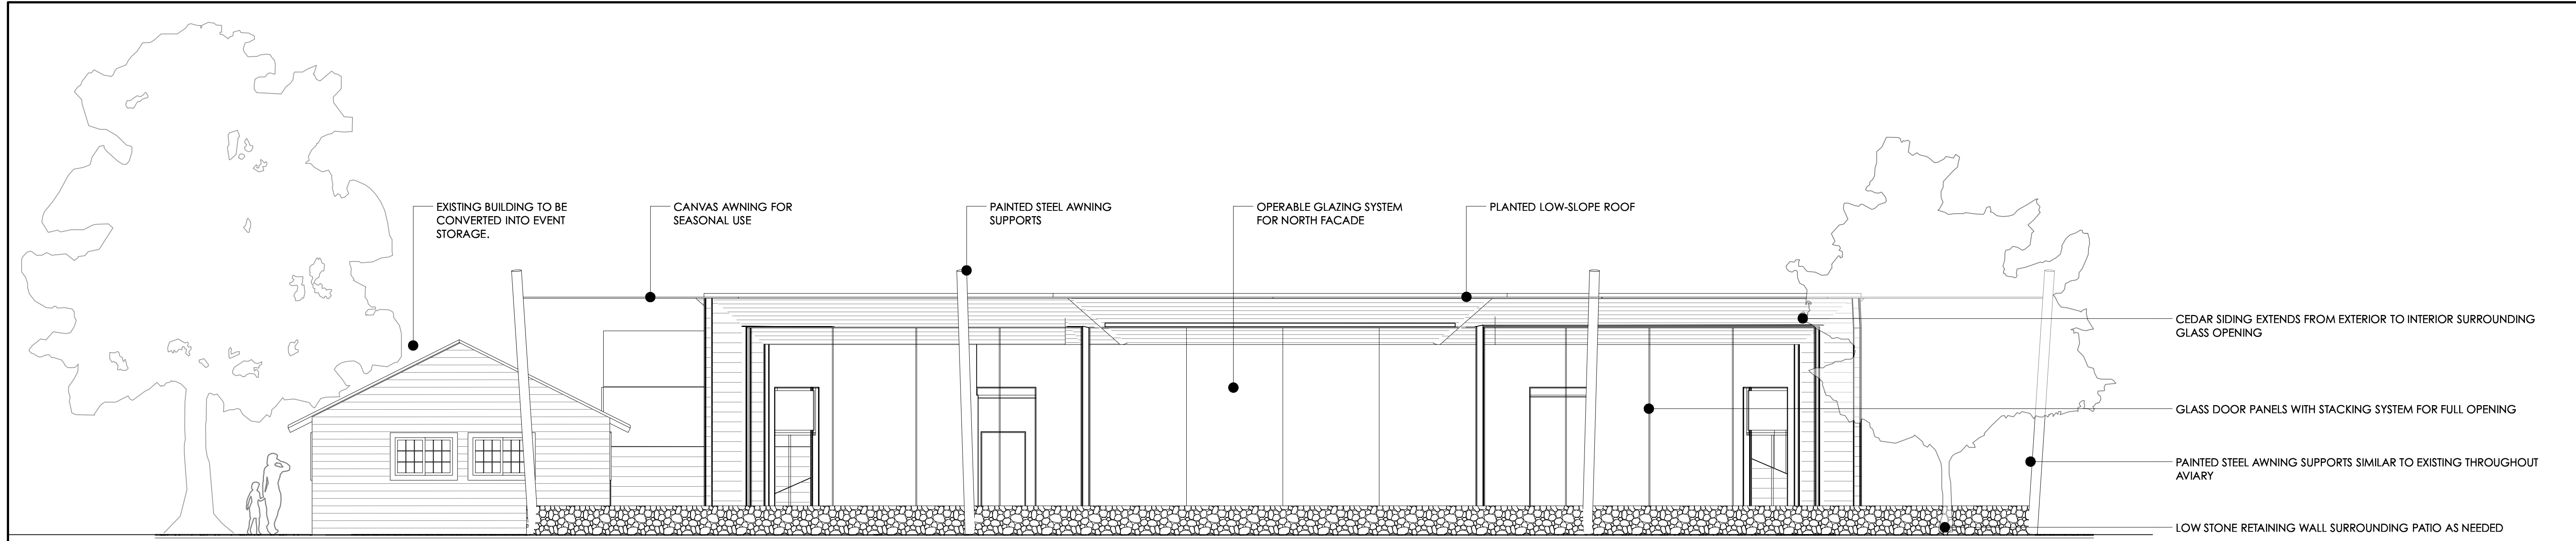 EXISTING BUILDING TO BE
CONVERTED INTO EVENT
STORAGE.
CANVAS AWNING FOR
SEASONAL USE
PAINTED STEEL AWNING
SUPPORTS
OPERABLE GLAZING SYSTEM
FOR NORTH FACADE
PLANTED LOW-SLOPE ROOF
CEDAR SIDING EXTENDS FROM EXTERIOR TO INTERIOR SURROUNDING
GLASS OPENING
GLASS DOOR PANELS WITH STACKING SYSTEM FOR FULL OPENING
PAINTED STEEL AWNING SUPPORTS SIMILAR TO EXISTING THROUGHOUT
AVIARY
LOW STONE RETAINING WALL SURROUNDING PATIO AS NEEDED